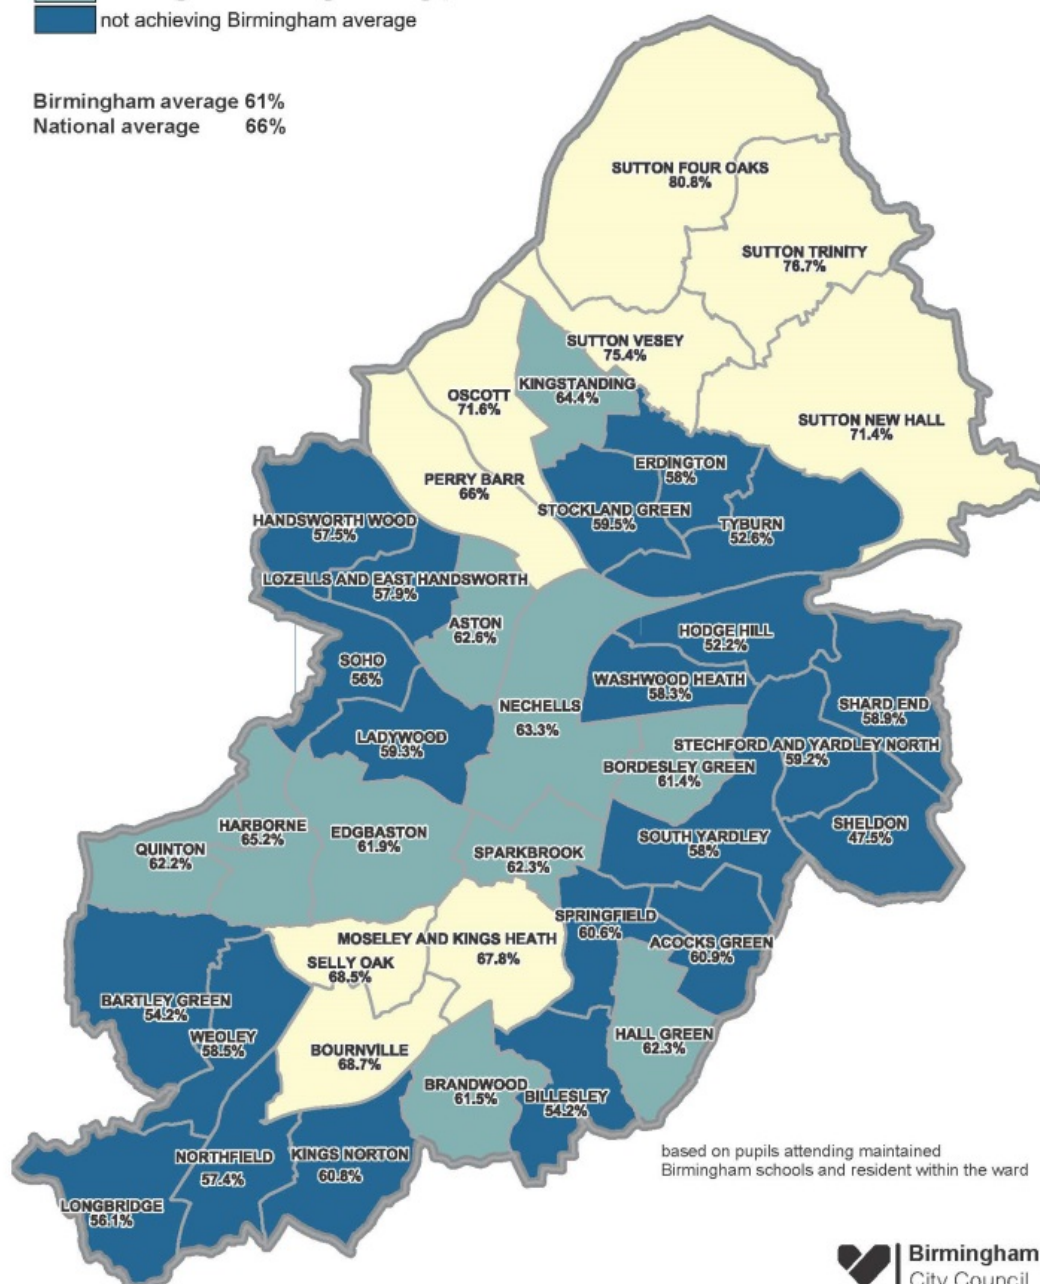 not achieving Birmingham average
Birmingham average 61%
National average 66%
SUTTON FOUR OAKS
80.8%
SUTTON TRINITY
76.7%
SUTTON VESEY
75.4%
KINGSTANDING
64.4%
OSCOTT
71.6%
SUTTON NEW HALL
71.4%
ERDINGTON
58%
PERRY BARR
66%
STOCKLAND GREEN
59.5%
TYBURN
52.6%
HANDSWORTH WOOD
57.5%
LOZELLS AND EAST HANDSWORTH
57.9%
ASTON
62.6%
HODGE HILL
52.2%
SOHO
56%
WASHWOOD HEATH
58.3%
NECHELLS
63.3%
SHARD END
58.9%
LADYWOOD
59.3%
STECHFORD AND YARDLEY NORTH
59.2%
BORDESLEY GREEN
61.4%
HARBORNE
65.2%
EDGBASTON
61.9%
SOUTH YARDLEY
58%
SHELDON
47.5%
QUINTON
62.2%
SPARKBROOK
62.3%
SPRINGFIELD
60.6%
MOSELEY AND KINGS HEATH
67.8%
ACOCKS GREEN
60.9%
SELLY OAK
68.5%
BARTLEY GREEN
54.2%
WEOLEY
58.5%
HALL GREEN
62.3%
BOURNVILLE
68.7%
BRANDWOOD
61.5%
BILLESLEY
54.2%
NORTHFIELD
57.4%
KINGS NORTON
60.8%
LONGBRIDGE
56.1%
based on pupils attending maintained
Birmingham schools and resident within the ward
Birmingham
City Council